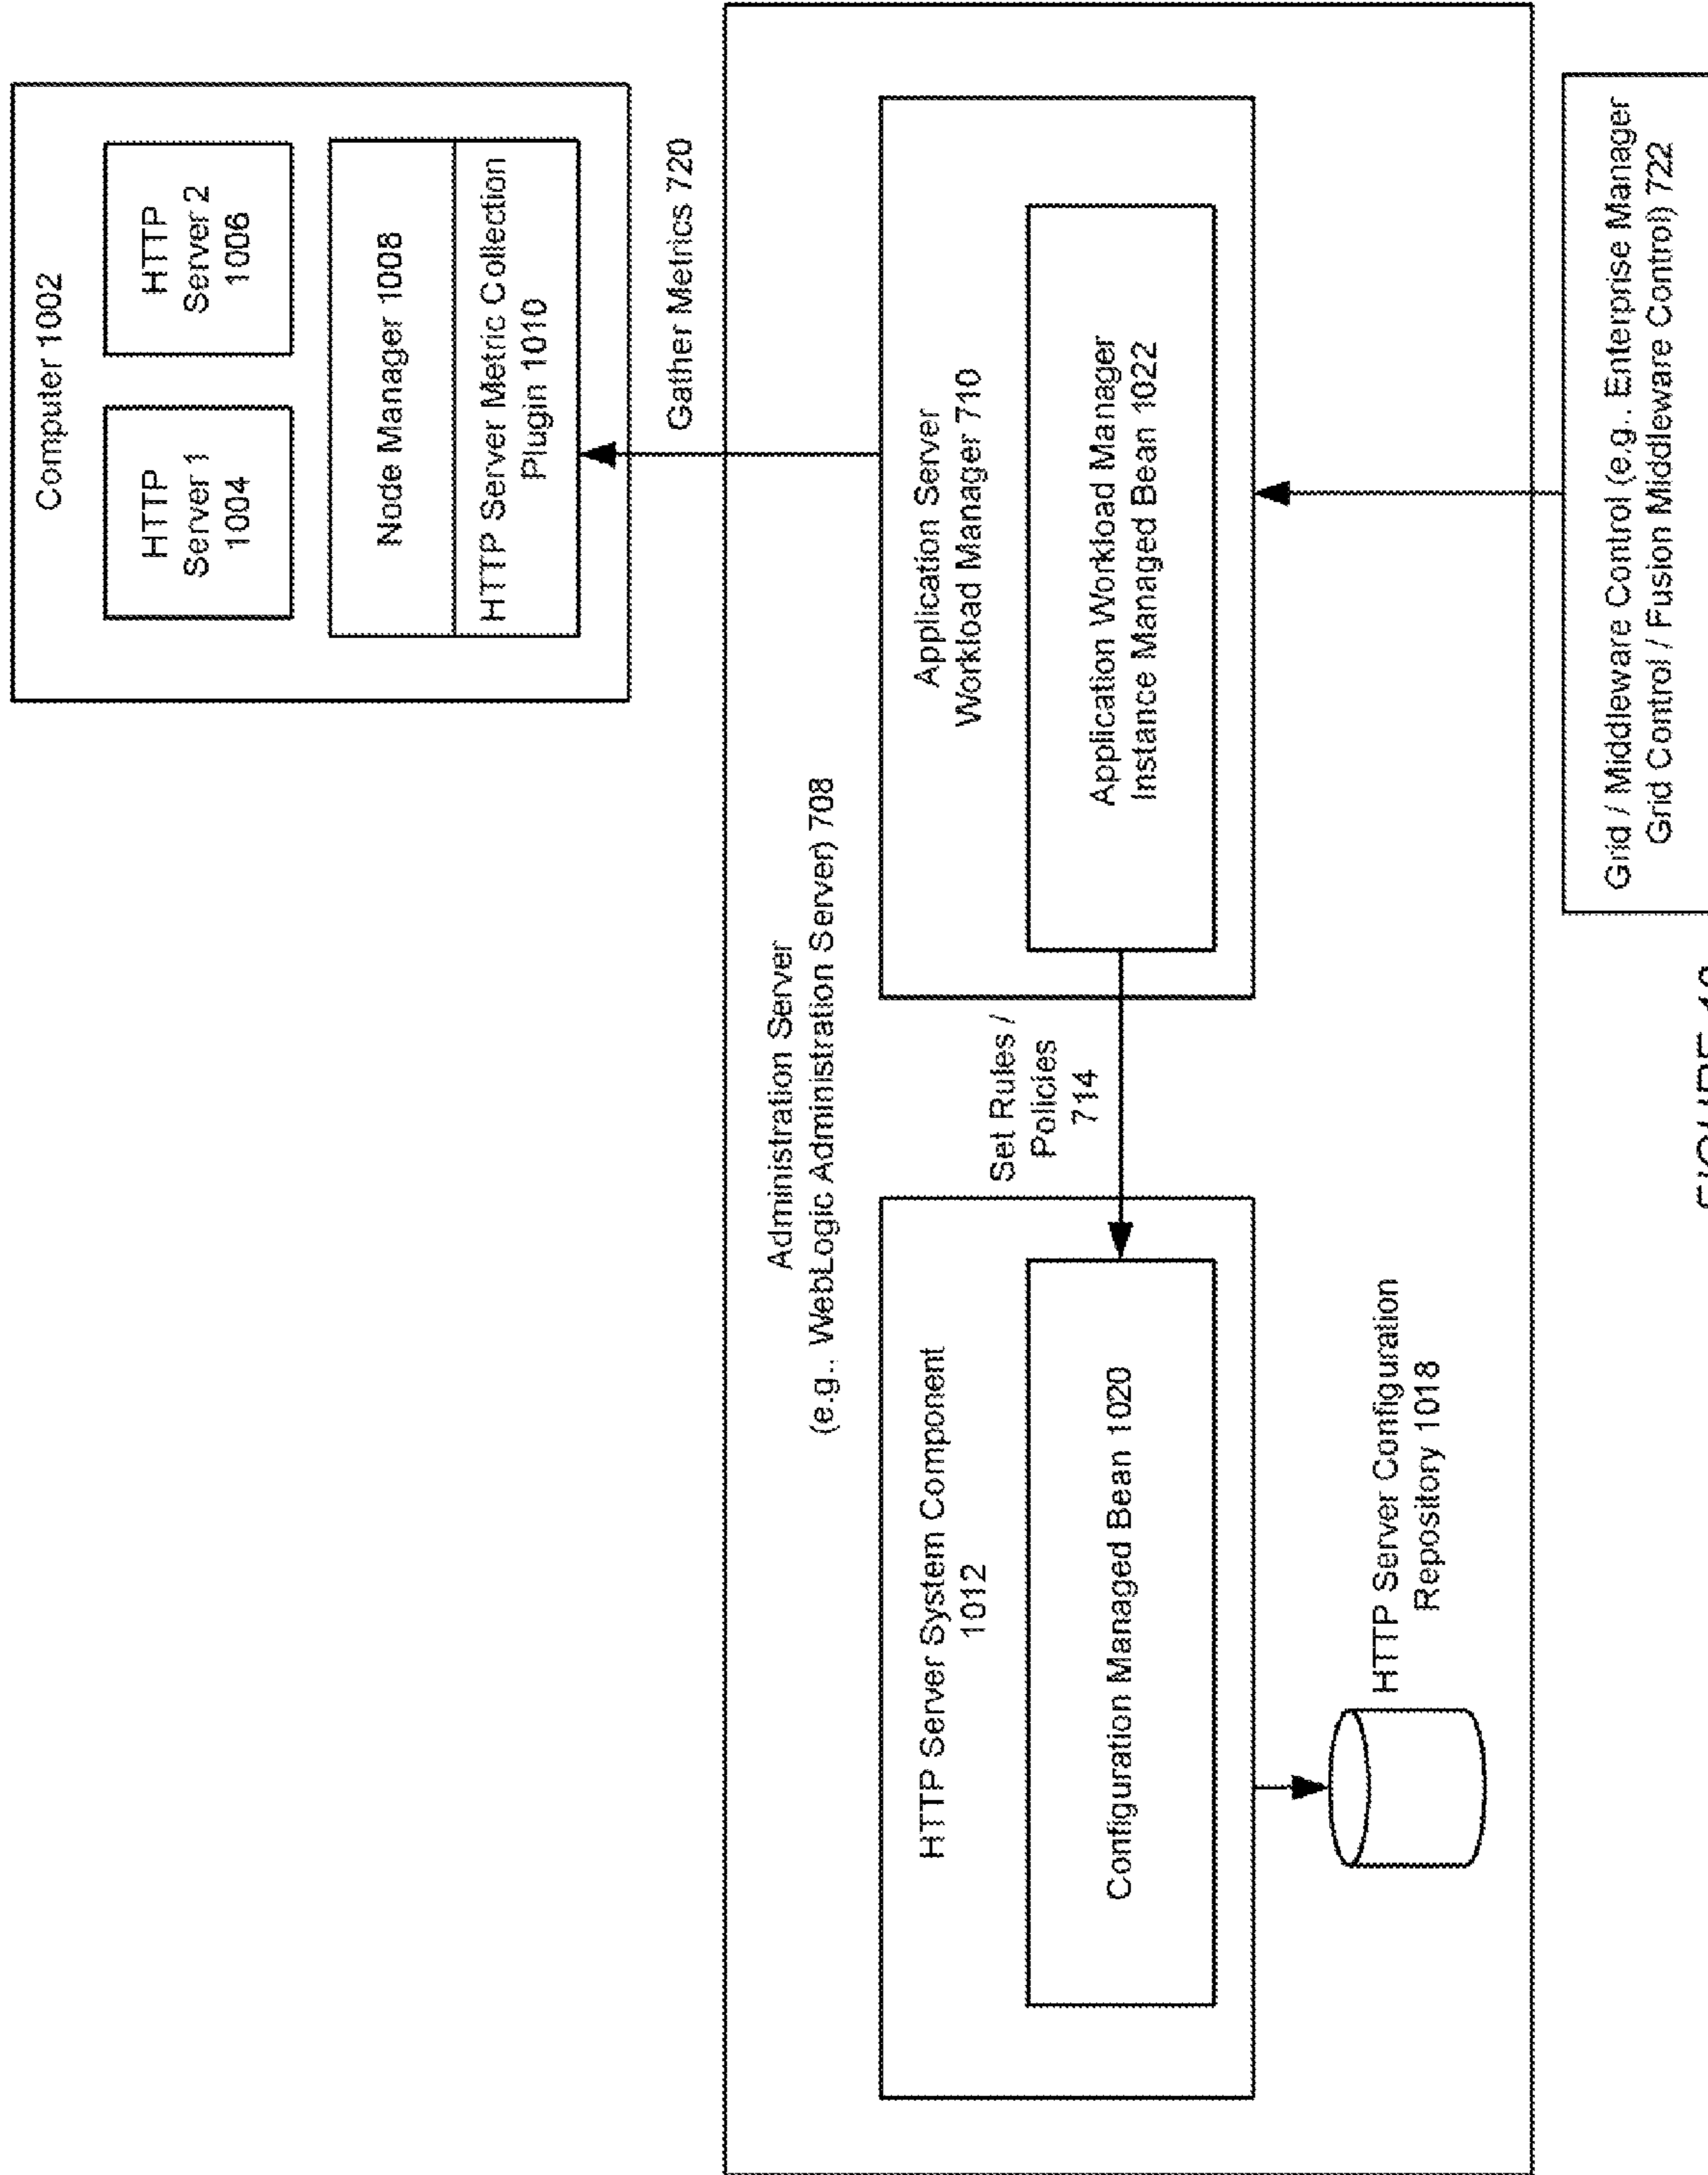 Computer 1002
HTTP
Server 1
1004
HTTP
Server 2
1006
Node Manager 1008
HTTP Server Metric Collection
Plugin 1010
Gather Metrics 720
Administration Server
(e.g., WebLogic Administration Server) 708
HTTP Server System Component
1012
Configuration Managed Bean 1020
Set Rules /
Policies
714
Application Server
Workload Manager 710
Application Workload Manager
Instance Managed Bean 1022
HTTP Server Configuration
Repository 1018
Grid / Middleware Control (e.g., Enterprise Manager
Grid Control / Fusion Middleware Control) 722